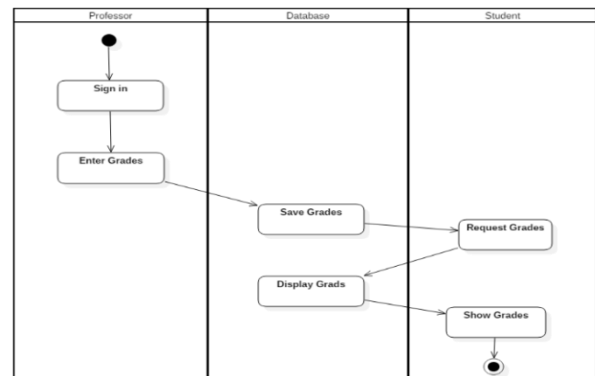 Professor
Database
Student
Sign in
Enter Grades
Save Grades
Request Grades
Display Grads
Show Grades